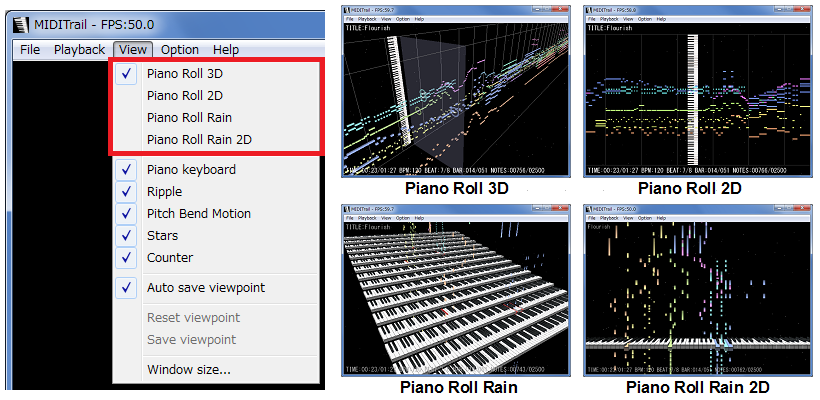 MIDITrail - FPS:50.0
File Playback View Option Help
Piano Roll 3D
Piano Roll 2D
Piano Roll Rain
Piano Roll Rain 2D
Piano keyboard
Ripple
Pitch Bend Motion
Stars
Counter
Auto save viewpoint
Reset viewpoint
Save viewpoint
Window size...
MIDITrail - FPS:59.7
File Playback View Option Help
TITLE:Flourish
TIME:00:23/01:27 BPM:120 BEAT:7/8 BAR:014/051 NOTES:00766/02500
Piano Roll 3D
MIDITrail - FPS:50.0
File Playback View Option Help
TITLE:Flourish
TIME:00:23/01:27 BPM:120 BEAT:7/8 BAR:014/051 NOTES:00756/02500
Piano Roll 2D
MIDITrail - FPS:59.7
File Playback View Option Help
TITLE:Flourish
TIME:00:23/01:27 BPM:120 BEAT:7/8 BAR:014/051 NOTES:00743/02500
Piano Roll Rain
MIDITrail - FPS:50.0
File Playback View Option Help
Flourish
TIME:00:23/01:27 BPM:120 BEAT:7/8 BAR:014/051 NOTES:00762/02500
Piano Roll Rain 2D